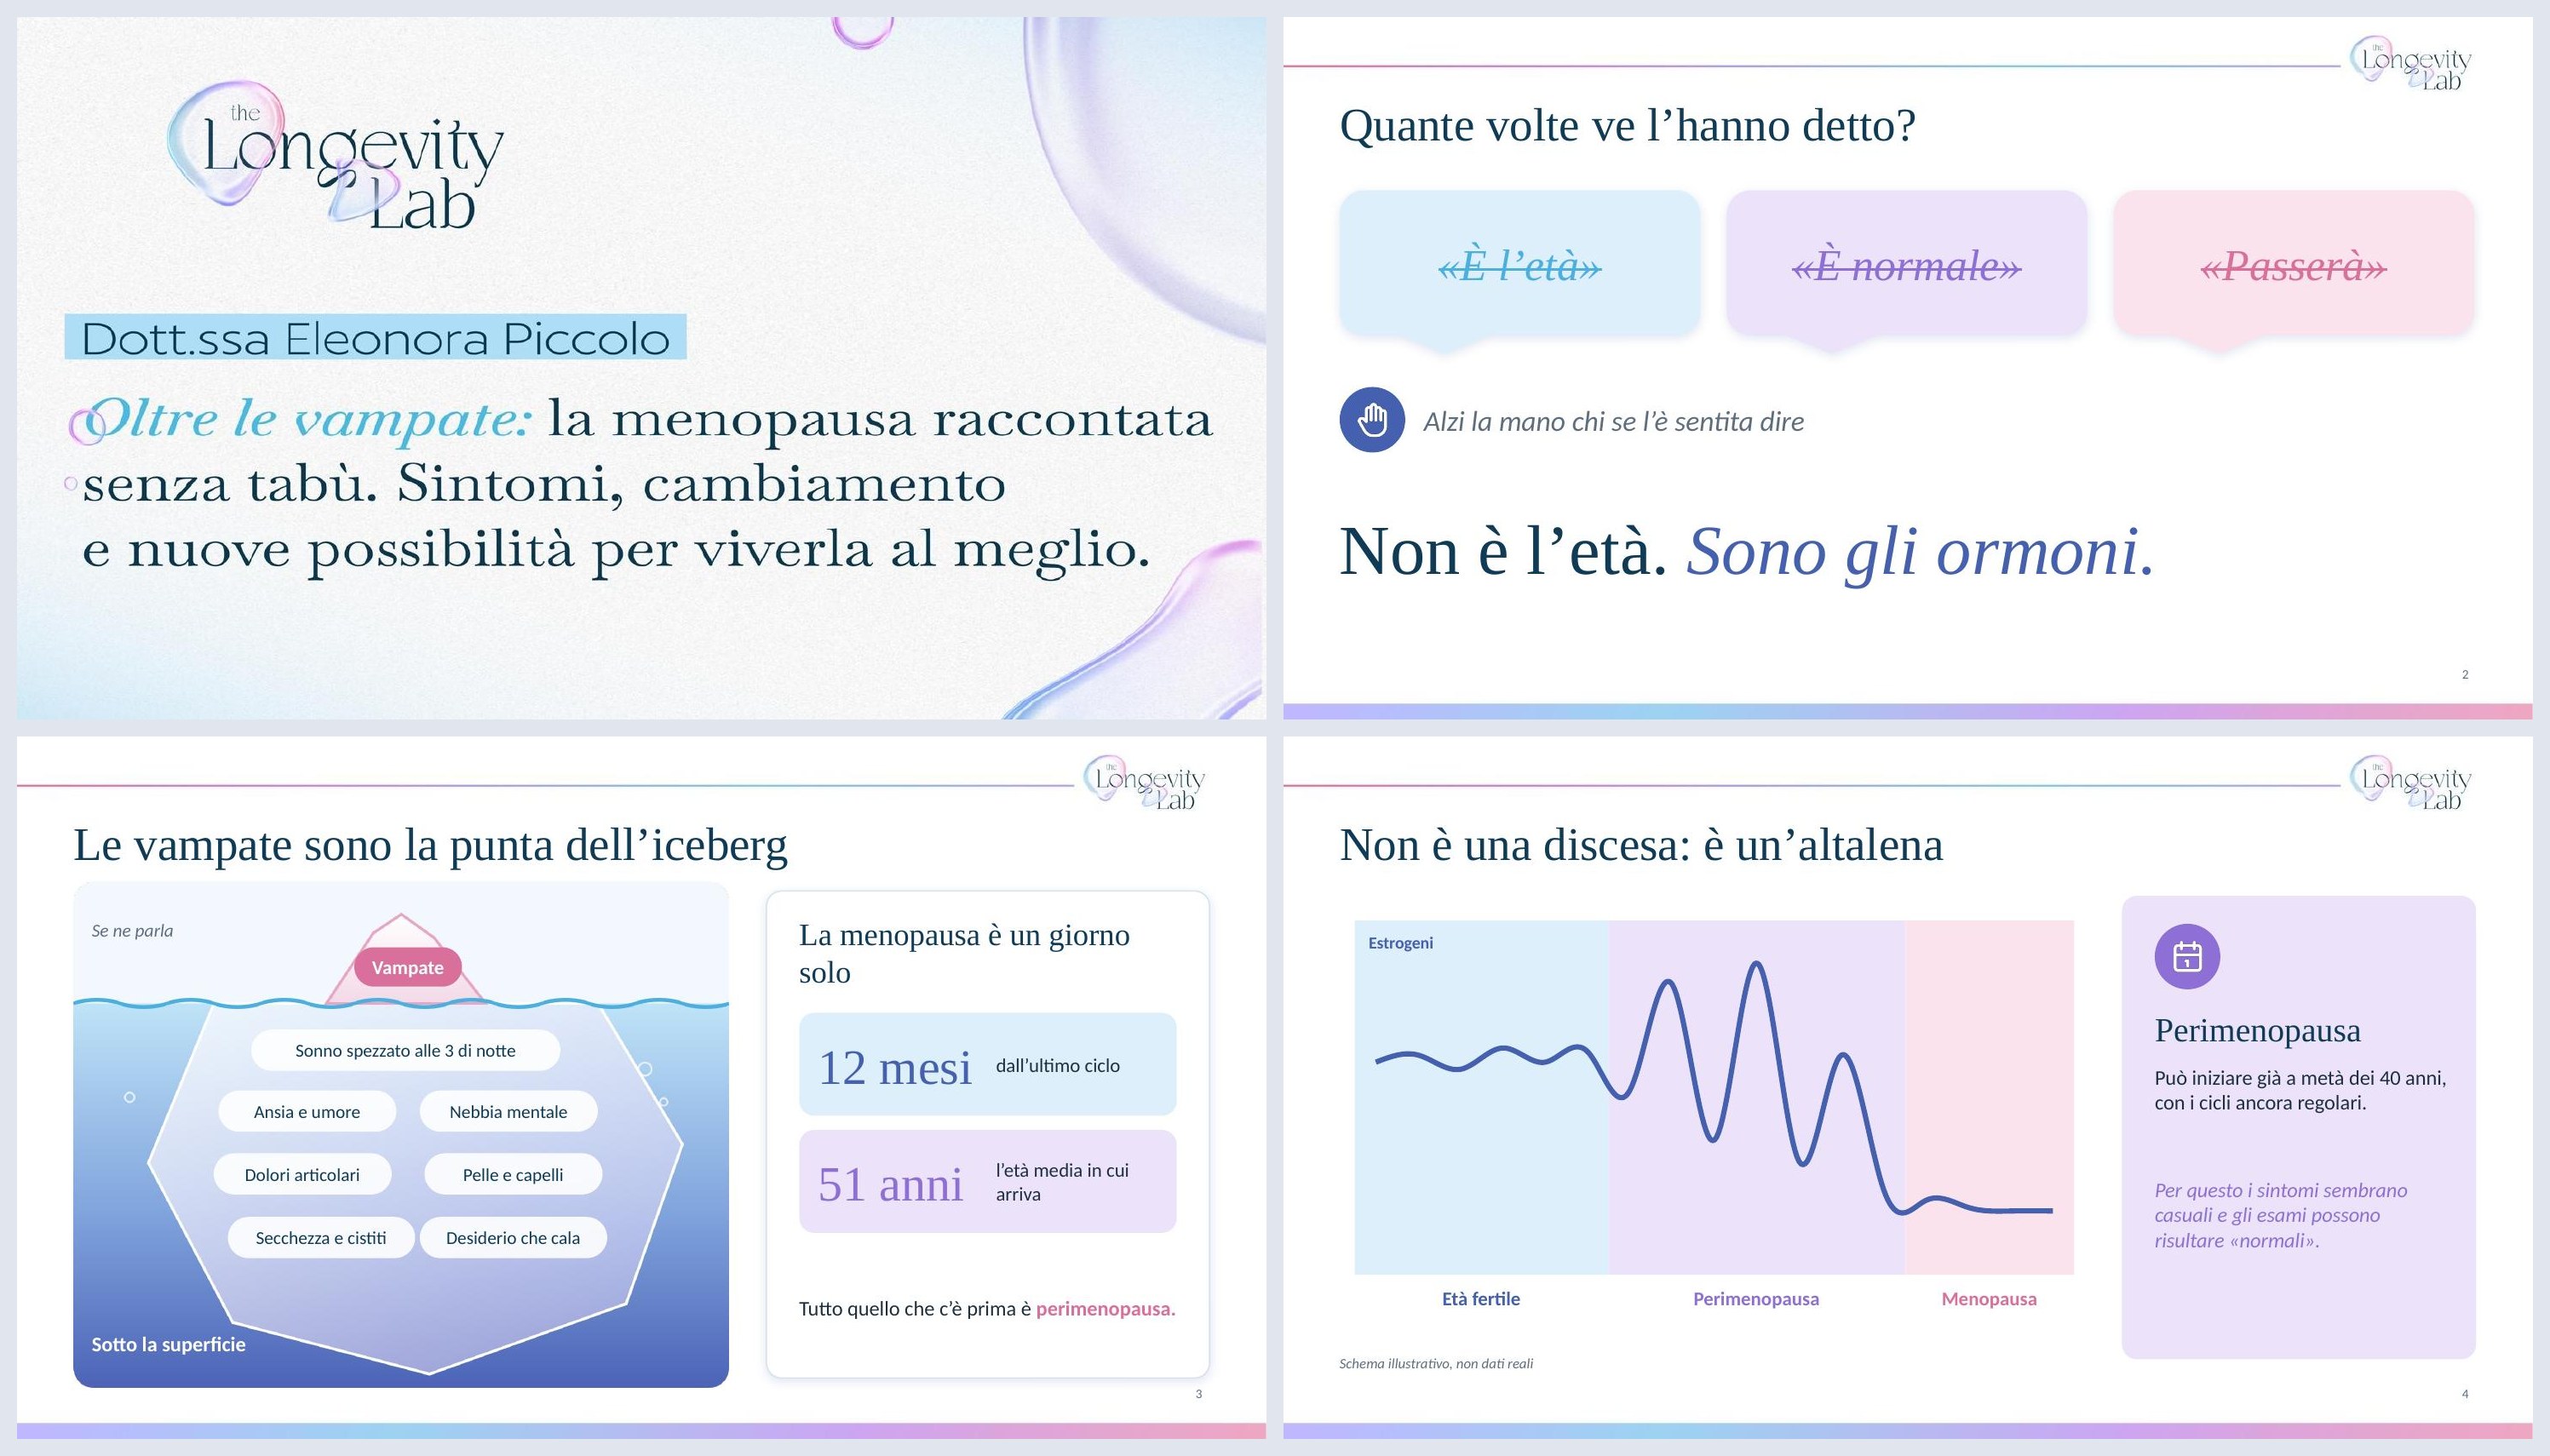 the
Longevity
Lab
Dott.ssa Eleonora Piccolo
Oltre le vampate: la menopausa raccontata
senza tabù. Sintomi, cambiamento
e nuove possibilità per viverla al meglio.
the
Longevity
Lab
Quante volte ve l’hanno detto?
«È l’età»
«È normale»
«Passerà»
Alzi la mano chi se l’è sentita dire
Non è l’età. Sono gli ormoni.
2
the
Longevity
Lab
Le vampate sono la punta dell’iceberg
Se ne parla
Vampate
Sonno spezzato alle 3 di notte
Ansia e umore
Nebbia mentale
Dolori articolari
Pelle e capelli
Secchezza e cistiti
Desiderio che cala
Sotto la superficie
La menopausa è un giorno
solo
12 mesi
dall’ultimo ciclo
51 anni
l’età media in cui
arriva
Tutto quello che c’è prima è perimenopausa.
3
the
Longevity
Lab
Non è una discesa: è un’altalena
Estrogeni
Età fertile
Perimenopausa
Menopausa
Schema illustrativo, non dati reali
1
Perimenopausa
Può iniziare già a metà dei 40 anni,
con i cicli ancora regolari.
Per questo i sintomi sembrano
casuali e gli esami possono
risultare «normali».
4